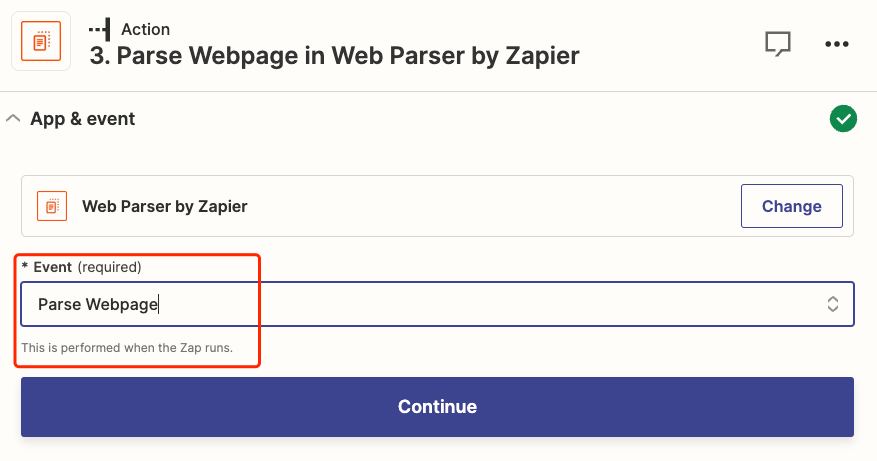 Action
3. Parse Webpage in Web Parser by Zapier
App & event
Web Parser by Zapier
Change
* Event (required)
Parse Webpage
This is performed when the Zap runs.
Continue